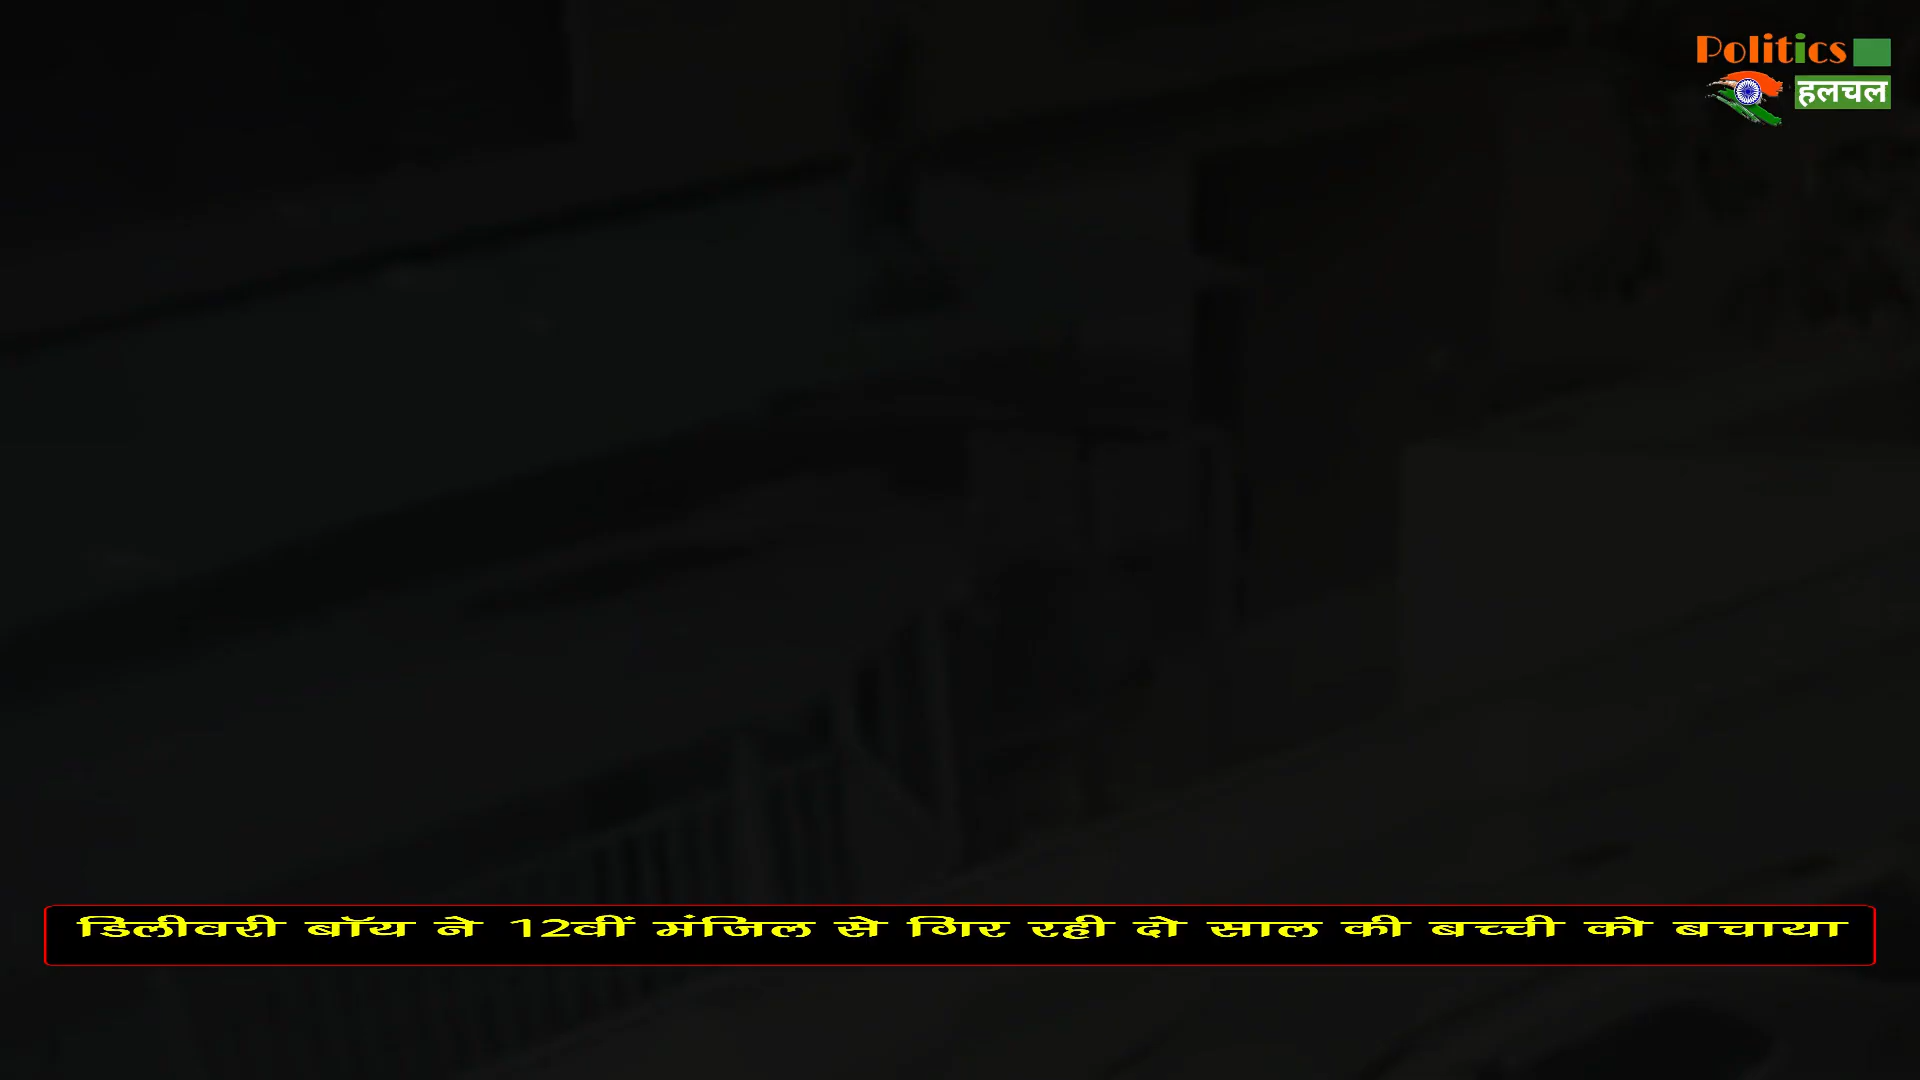 Politics
हलचल
डिलीवरी बॉय ने 12वीं मंजिल से गिर रही दो साल की बच्ची को बचाया